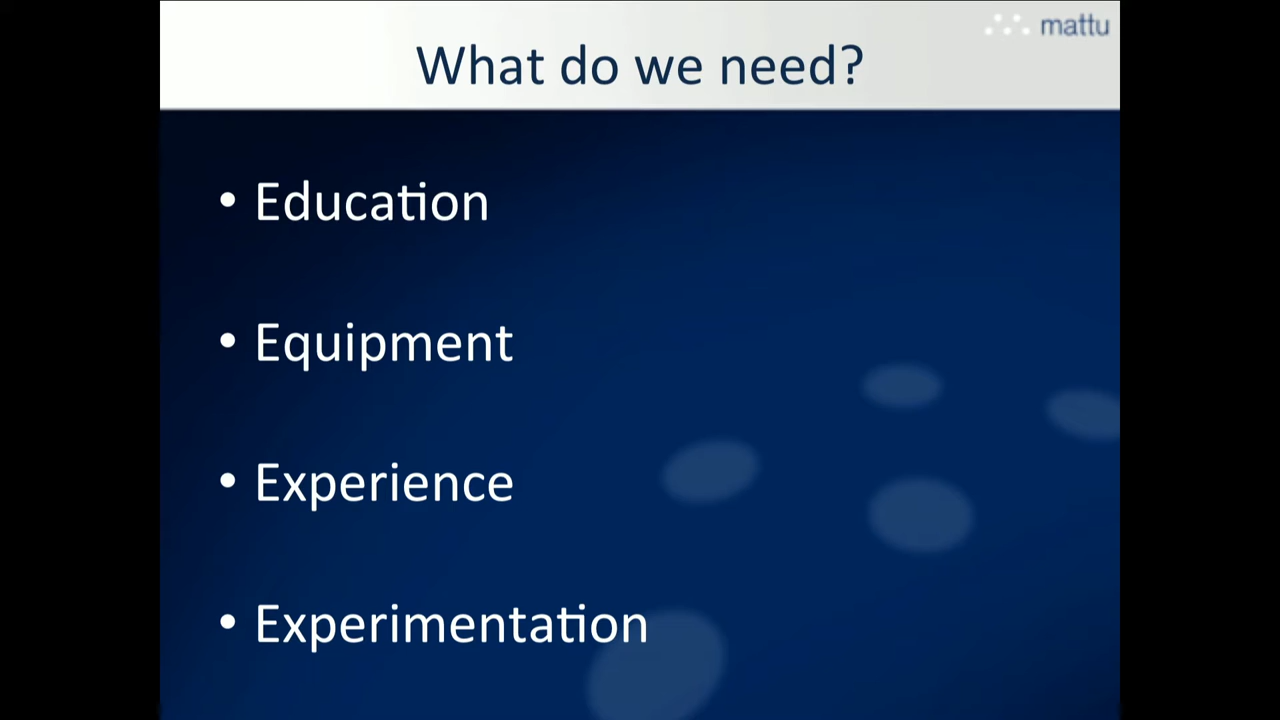 mattu
What do we need?
• Education
• Equipment
• Experience
• Experimentation